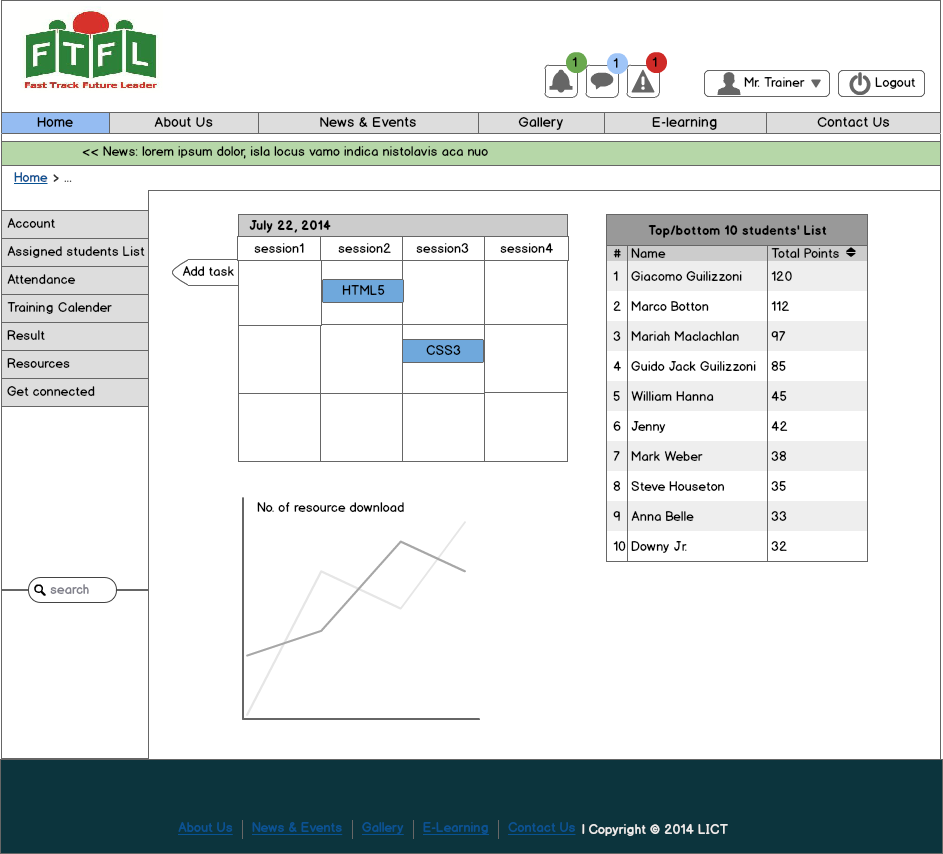 FTFL
Fast Track Future Leader
1 1 1
Mr. Trainer Logout
Home About Us News & Events Gallery E-learning Contact Us
<< News: lorem ipsum dolor, isla locus vamo indica nistolavis aca nuo
Home > ...
Account
Assigned students List
Attendance
Training Calender
Result
Resources
Get connected
search
July 22, 2014
session1 session2 session3 session4
Add task
HTML5
CSS3
No. of resource download
Top/bottom 10 students' List
# Name Total Points
1 Giacomo Guilizzoni 120
2 Marco Botton 112
3 Mariah Maclachlan 97
4 Guido Jack Guilizzoni 85
5 William Hanna 45
6 Jenny 42
7 Mark Weber 38
8 Steve Houseton 35
9 Anna Belle 33
10 Downy Jr. 32
About Us News & Events Gallery E-Learning Contact Us | Copyright © 2014 LICT